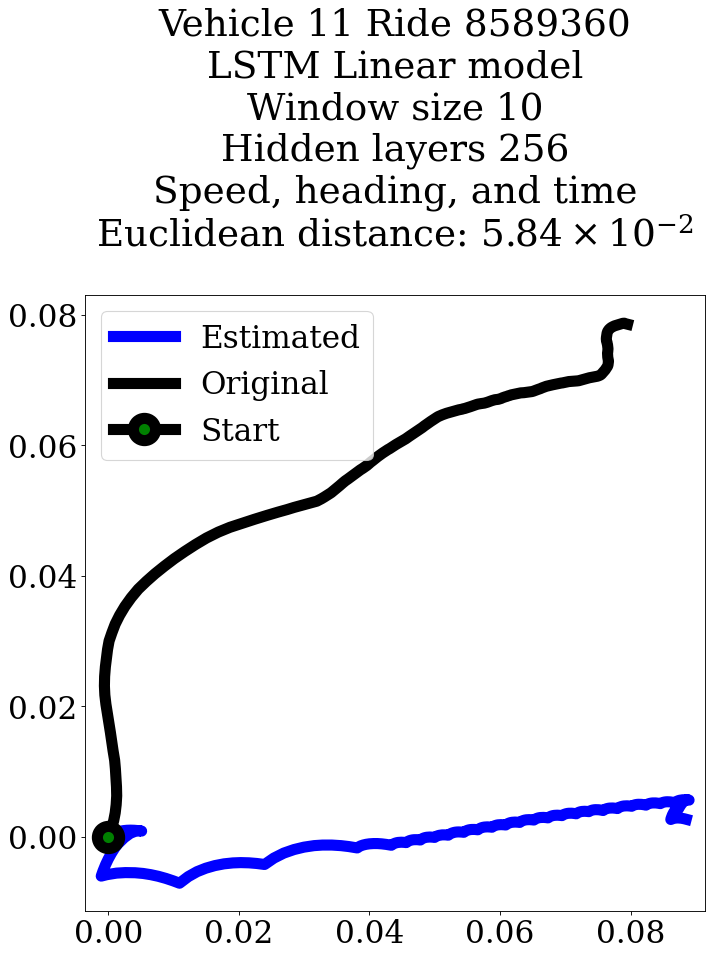 Vehicle 11 Ride 8589360
LSTM Linear model
Window size 10
Hidden layers 256
Speed, heading, and time
Euclidean distance: 5.84 × 10⁻²
Estimated
Original
Start
0.08
0.06
0.04
0.02
0.00
0.00 0.02 0.04 0.06 0.08